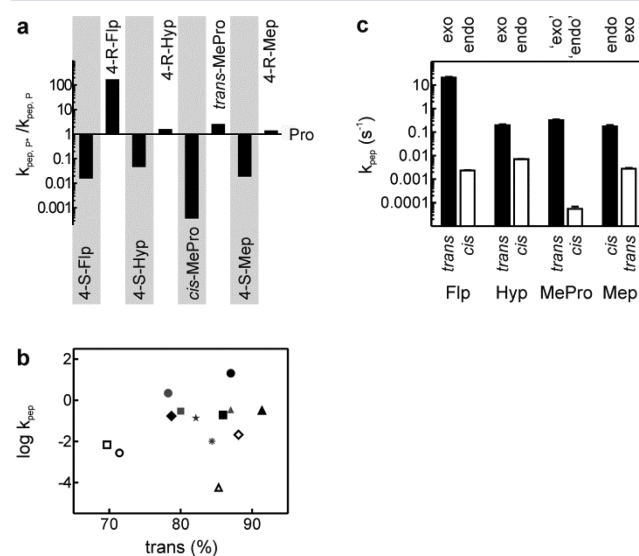 a
4-R-Flp
4-R-Hyp
trans-MePro
4-R-Mep
k_pep, P* /k_pep, P
100
10
1
0.1
0.01
0.001
Pro
4-S-Flp
4-S-Hyp
cis-MePro
4-S-Mep
b
log k_pep
2
0
-2
-4
70 80 90
trans (%)
c
exo endo exo endo 'exo' 'endo' endo exo
k_pep (s⁻¹)
10
1
0.1
0.01
0.001
0.0001
trans cis trans cis trans cis cis trans
Flp Hyp MePro Mep